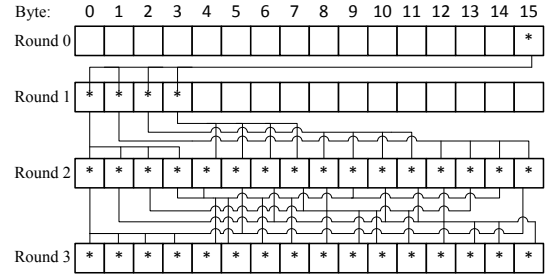 Byte: 0 1 2 3 4 5 6 7 8 9 10 11 12 13 14 15
Round 0 *
Round 1 * * * *
Round 2 * * * * * * * * * * * * * * * *
Round 3 * * * * * * * * * * * * * * * *